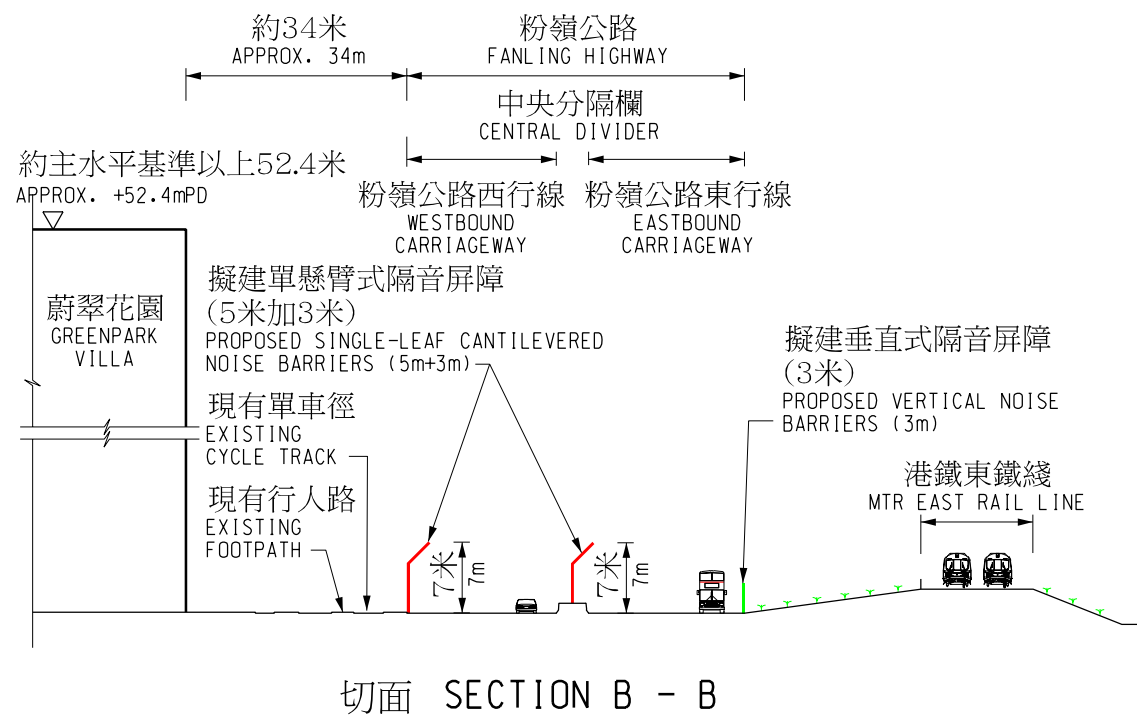 約34米
APPROX. 34m
粉嶺公路
FANLING HIGHWAY
中央分隔欄
CENTRAL DIVIDER
約主水平基準以上52.4米
APPROX. +52.4mPD
粉嶺公路西行線
WESTBOUND
CARRIAGEWAY
粉嶺公路東行線
EASTBOUND
CARRIAGEWAY
蔚翠花園
GREENPARK
VILLA
擬建單懸臂式隔音屏障
(5米加3米)
PROPOSED SINGLE-LEAF CANTILEVERED
NOISE BARRIERS (5m+3m)
擬建垂直式隔音屏障
(3米)
PROPOSED VERTICAL NOISE
BARRIERS (3m)
現有單車徑
EXISTING
CYCLE TRACK
現有行人路
EXISTING
FOOTPATH
港鐵東鐵綫
MTR EAST RAIL LINE
7米
7m
7米
7m
切面 SECTION B - B